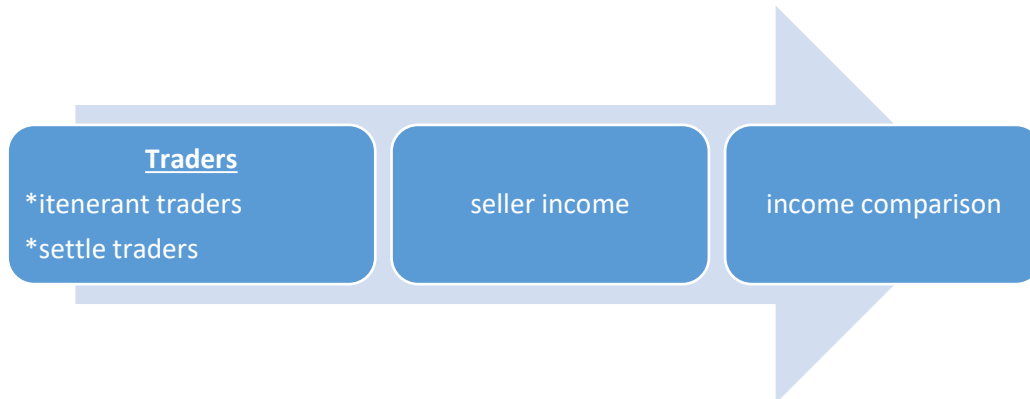 Traders
*itenerant traders
*settle traders
seller income
income comparison